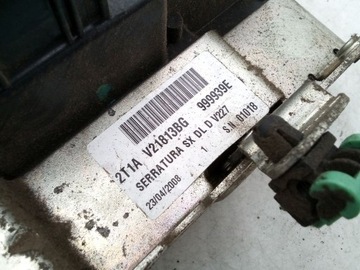 2T1A V21813BG 999939E
SERRATURA SX DL D V227
23/04/2008 1 S.M. 01018